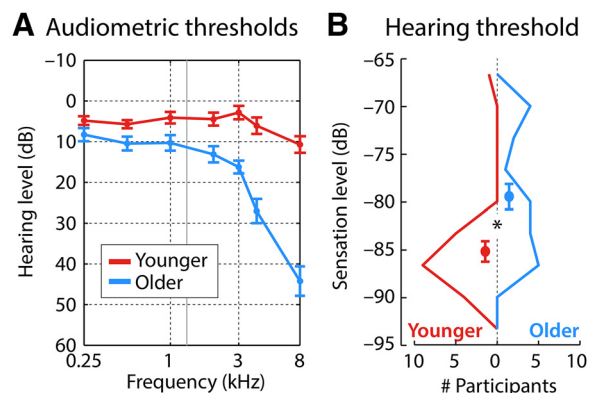 A Audiometric thresholds
−10
0
10
20
30
40
50
60
Hearing level (dB)
Younger
Older
0.25 1 3 8
Frequency (kHz)
B Hearing threshold
−65
−70
−75
−80
−85
−90
−95
Sensation level (dB)
*
Younger Older
10 5 0 5 10
# Participants